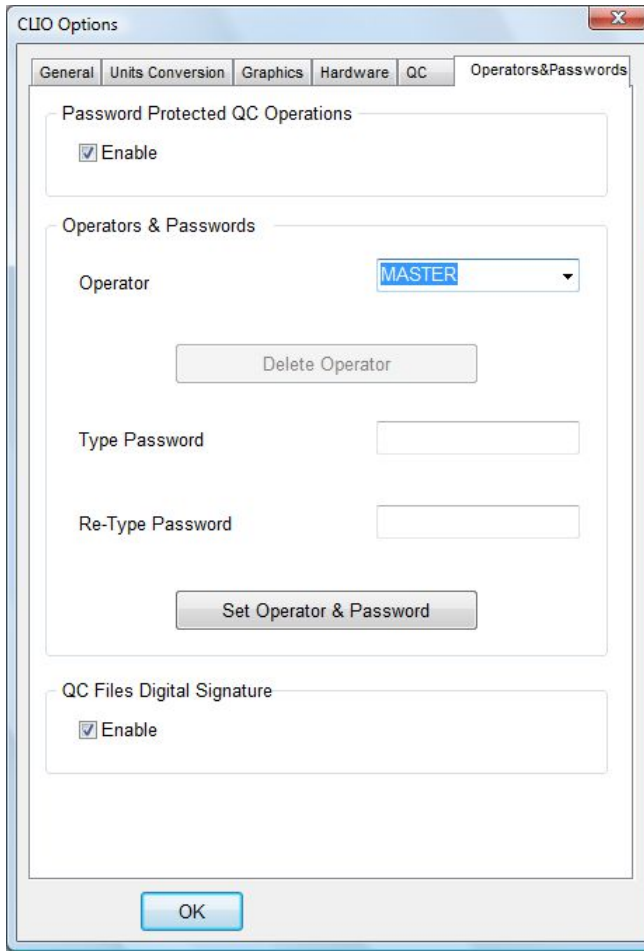 CLIO Options
General Units Conversion Graphics Hardware QC Operators&Passwords
Password Protected QC Operations
Enable
Operators & Passwords
Operator MASTER
Delete Operator
Type Password
Re-Type Password
Set Operator & Password
QC Files Digital Signature
Enable
OK